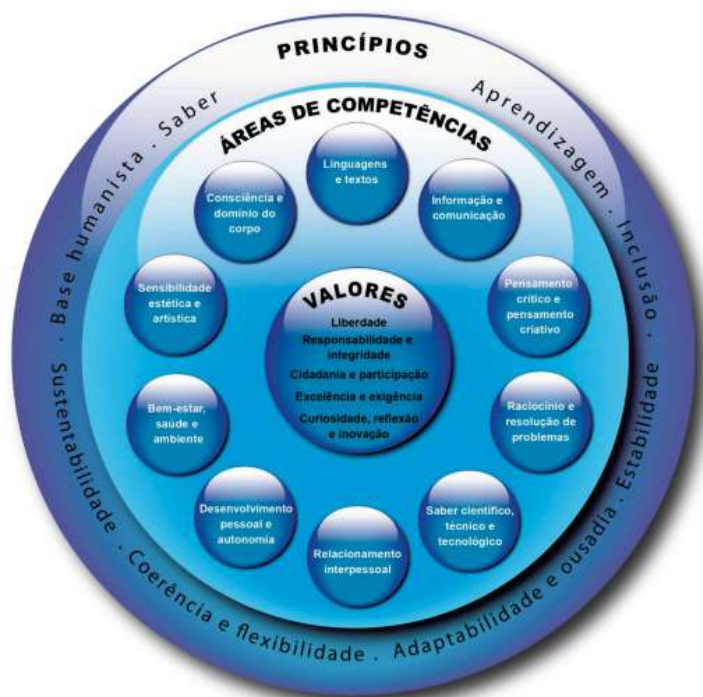 PRINCÍPIOS
Aprendizagem . Inclusão . Estabilidade . Adaptabilidade e ousadia . Coerência e flexibilidade . Sustentabilidade . Base humanista . Saber
ÁREAS DE COMPETÊNCIAS
Linguagens
e textos
Informação e
comunicação
Pensamento
crítico e
pensamento
criativo
Raciocínio e
resolução de
problemas
Saber científico,
técnico e
tecnológico
Relacionamento
interpessoal
Desenvolvimento
pessoal e
autonomia
Bem-estar,
saúde e
ambiente
Sensibilidade
estética e
artística
Consciência e
domínio do
corpo
VALORES
Liberdade
Responsabilidade e
integridade
Cidadania e participação
Excelência e exigência
Curiosidade, reflexão
e inovação